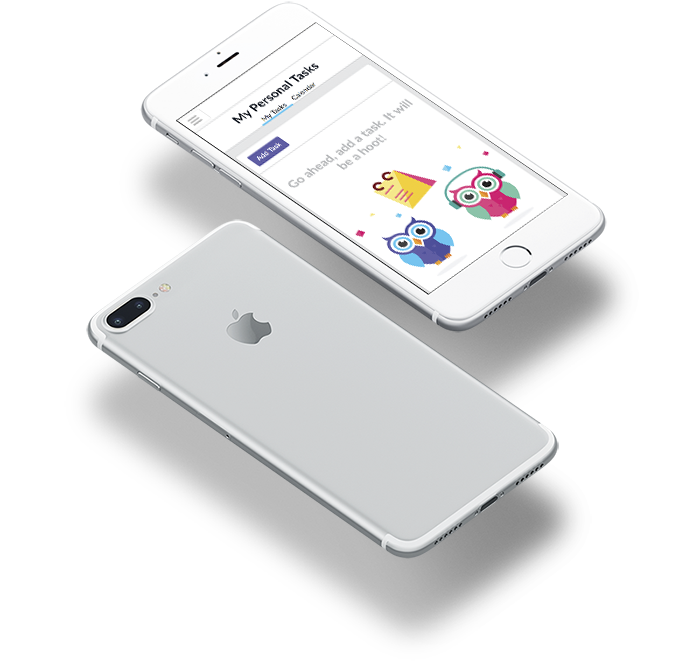 My Personal Tasks
My Tasks Calendar
Add Task
Go ahead, add a task. It will
be a hoot!